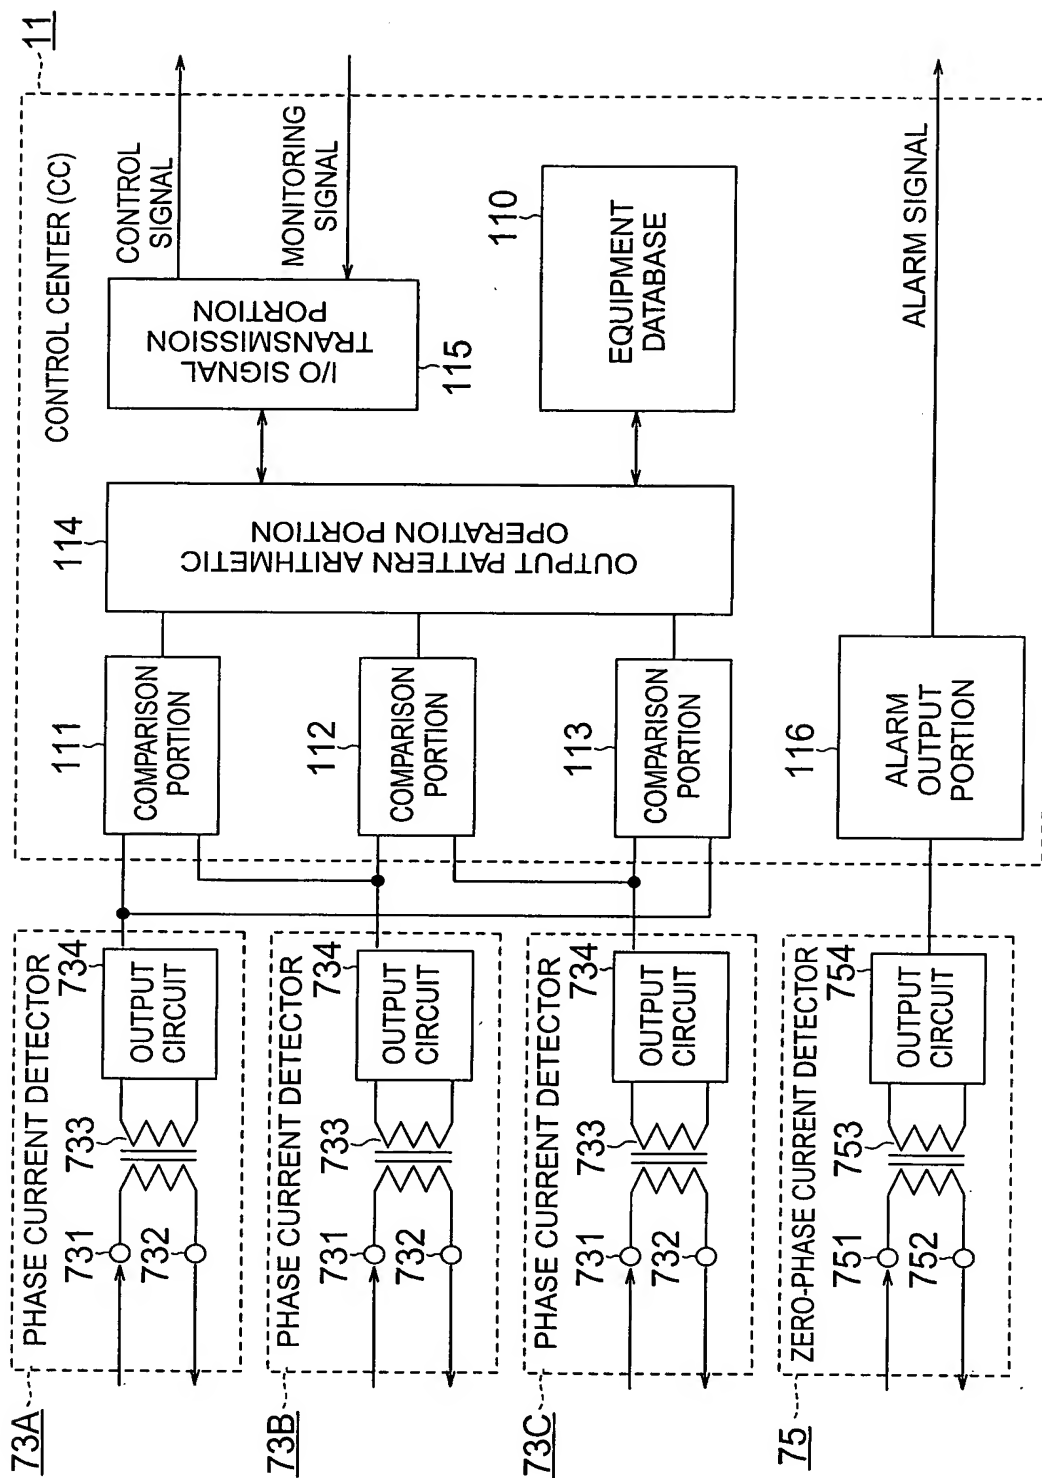 11
CONTROL CENTER (CC)
73A
PHASE CURRENT DETECTOR
731
732
733
734
OUTPUT
CIRCUIT
111
COMPARISON
PORTION
114
OUTPUT PATTERN ARITHMETIC
OPERATION PORTION
I/O SIGNAL
TRANSMISSION
PORTION
115
CONTROL
SIGNAL
MONITORING
SIGNAL
73B
PHASE CURRENT DETECTOR
731
732
733
734
OUTPUT
CIRCUIT
112
COMPARISON
PORTION
110
EQUIPMENT
DATABASE
73C
PHASE CURRENT DETECTOR
731
732
733
734
OUTPUT
CIRCUIT
113
COMPARISON
PORTION
75
ZERO-PHASE CURRENT DETECTOR
751
752
753
754
OUTPUT
CIRCUIT
116
ALARM
OUTPUT
PORTION
ALARM SIGNAL